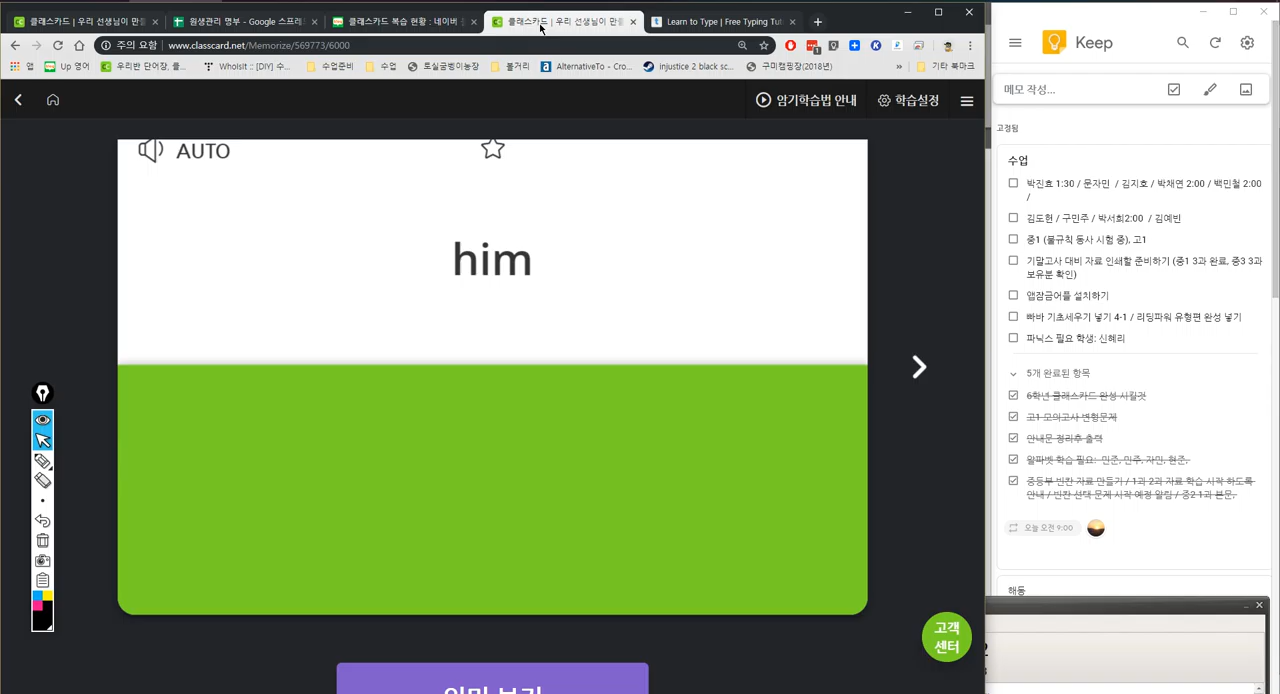 클래스카드 | 우리 선생님이 만들
원생관리 명부 - Google 스프레
클래스카드 복습 현황 : 네이버
클래스카드 | 우리 선생님이 만들
Learn to Type | Free Typing Tut
주의 요함
www.classcard.net/Memorize/569773/6000
앱
Up 영어
우리반 단어장, 클...
WhoisIt :: [DIY] 수...
수업준비
수업
토실굼벵이농장
볼거리
AlternativeTo - Cro...
injustice 2 black sc...
구미캠핑장(2018년)
»
기타 북마크
암기학습법 안내
학습설정
AUTO
him
고객
센터
Keep
메모 작성...
고정됨
수업
박진효 1:30 / 문자민 / 김지호 / 박채연 2:00 / 백민철 2:00
/
김도현 / 구민주 / 박서희2:00 / 김예빈
중1 (불규칙 동사 시험 중), 고1
기말고사 대비 자료 인쇄할 준비하기 (중1 3과 완료, 중3 3과
보유분 확인)
앱잠금어플 설치하기
빠바 기초세우기 넣기 4-1 / 리딩파워 유형편 완성 넣기
파닉스 필요 학생: 신혜리
5개 완료된 항목
6학년 클래스카드 완성 시킬것
고1 모의고사 변형문제
안내문 정리후 출력
알파벳 학습 필요: 민준, 민주, 자민, 현준,
중등부 빈칸 자료 만들기 / 1과 2과 자료 학습 시작 하도록
안내 / 빈칸 선택 문제 시작 예정 알림 / 중2 1과 본문,
오늘 오전 9:00
해동